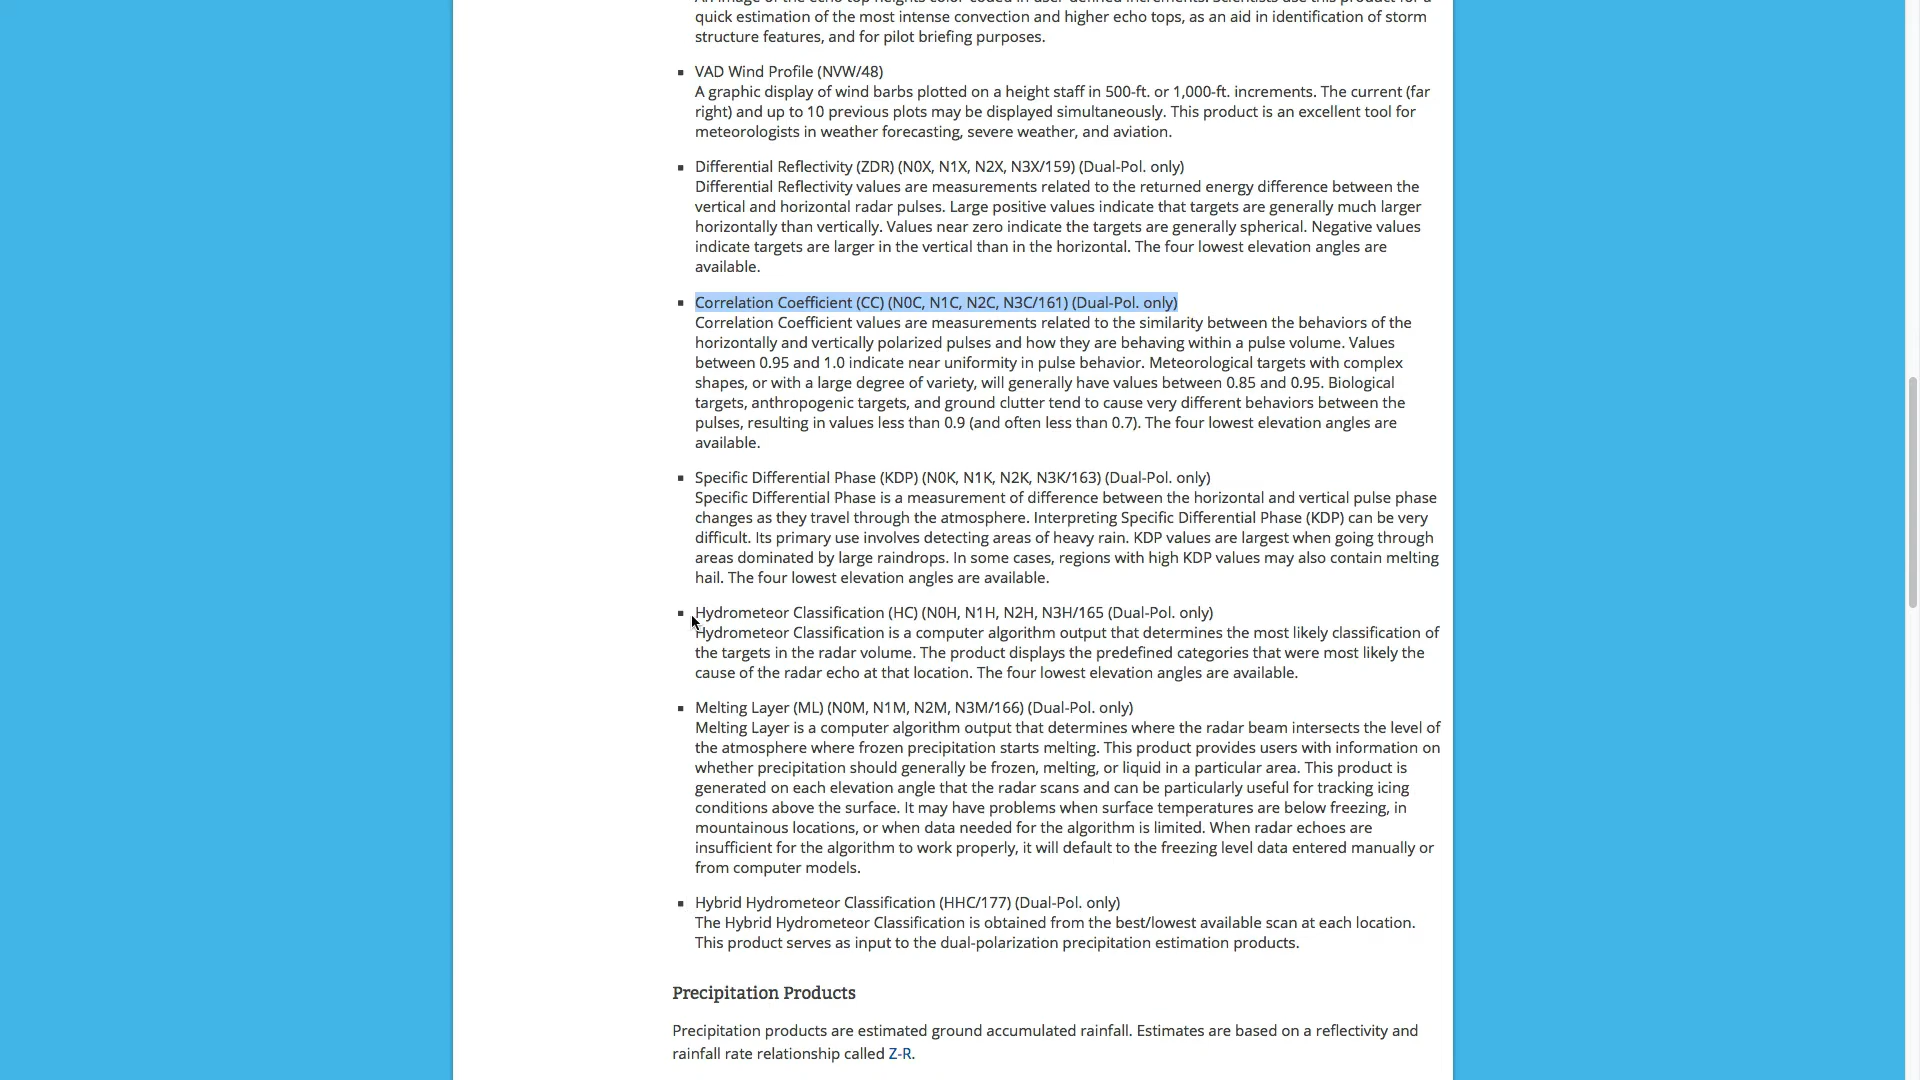 quick estimation of the most intense convection and higher echo tops, as an aid in identification of storm
structure features, and for pilot briefing purposes.
VAD Wind Profile (NVW/48)
A graphic display of wind barbs plotted on a height staff in 500-ft. or 1,000-ft. increments. The current (far
right) and up to 10 previous plots may be displayed simultaneously. This product is an excellent tool for
meteorologists in weather forecasting, severe weather, and aviation.
Differential Reflectivity (ZDR) (N0X, N1X, N2X, N3X/159) (Dual-Pol. only)
Differential Reflectivity values are measurements related to the returned energy difference between the
vertical and horizontal radar pulses. Large positive values indicate that targets are generally much larger
horizontally than vertically. Values near zero indicate the targets are generally spherical. Negative values
indicate targets are larger in the vertical than in the horizontal. The four lowest elevation angles are
available.
Correlation Coefficient (CC) (N0C, N1C, N2C, N3C/161) (Dual-Pol. only)
Correlation Coefficient values are measurements related to the similarity between the behaviors of the
horizontally and vertically polarized pulses and how they are behaving within a pulse volume. Values
between 0.95 and 1.0 indicate near uniformity in pulse behavior. Meteorological targets with complex
shapes, or with a large degree of variety, will generally have values between 0.85 and 0.95. Biological
targets, anthropogenic targets, and ground clutter tend to cause very different behaviors between the
pulses, resulting in values less than 0.9 (and often less than 0.7). The four lowest elevation angles are
available.
Specific Differential Phase (KDP) (N0K, N1K, N2K, N3K/163) (Dual-Pol. only)
Specific Differential Phase is a measurement of difference between the horizontal and vertical pulse phase
changes as they travel through the atmosphere. Interpreting Specific Differential Phase (KDP) can be very
difficult. Its primary use involves detecting areas of heavy rain. KDP values are largest when going through
areas dominated by large raindrops. In some cases, regions with high KDP values may also contain melting
hail. The four lowest elevation angles are available.
Hydrometeor Classification (HC) (N0H, N1H, N2H, N3H/165 (Dual-Pol. only)
Hydrometeor Classification is a computer algorithm output that determines the most likely classification of
the targets in the radar volume. The product displays the predefined categories that were most likely the
cause of the radar echo at that location. The four lowest elevation angles are available.
Melting Layer (ML) (N0M, N1M, N2M, N3M/166) (Dual-Pol. only)
Melting Layer is a computer algorithm output that determines where the radar beam intersects the level of
the atmosphere where frozen precipitation starts melting. This product provides users with information on
whether precipitation should generally be frozen, melting, or liquid in a particular area. This product is
generated on each elevation angle that the radar scans and can be particularly useful for tracking icing
conditions above the surface. It may have problems when surface temperatures are below freezing, in
mountainous locations, or when data needed for the algorithm is limited. When radar echoes are
insufficient for the algorithm to work properly, it will default to the freezing level data entered manually or
from computer models.
Hybrid Hydrometeor Classification (HHC/177) (Dual-Pol. only)
The Hybrid Hydrometeor Classification is obtained from the best/lowest available scan at each location.
This product serves as input to the dual-polarization precipitation estimation products.
Precipitation Products
Precipitation products are estimated ground accumulated rainfall. Estimates are based on a reflectivity and
rainfall rate relationship called Z-R.